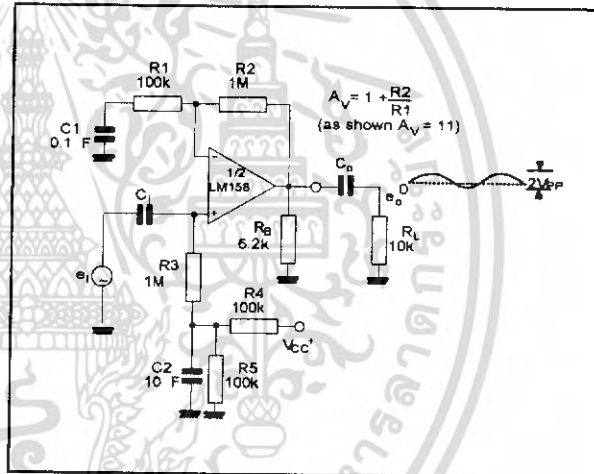 R1
100k
R2
1M
C1
0.1 F
A_V = 1 + R2/R1
(as shown A_V = 11)
1/2
LM158
-
+
C_I
C_o
e_o
0
2V_PP
R_B
6.2k
R_L
10k
e_I
R3
1M
R4
100k
V_CC+
C2
10 F
R5
100k